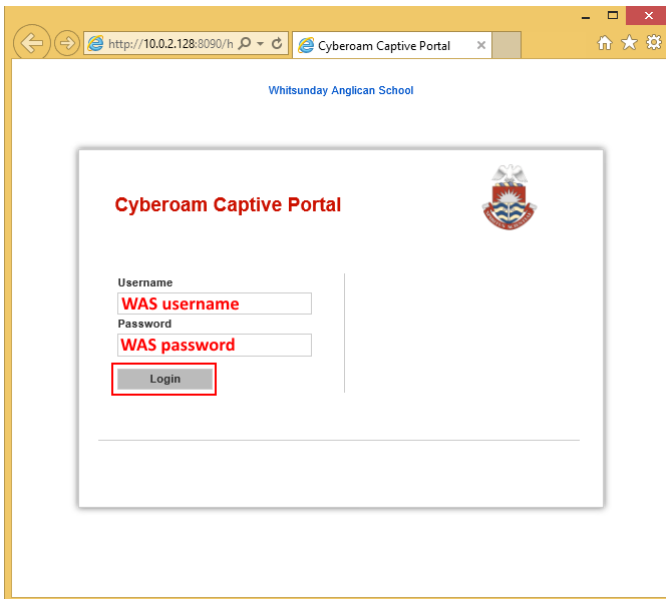 http://10.0.2.128:8090/h
Cyberoam Captive Portal
Whitsunday Anglican School
Cyberoam Captive Portal
Username
WAS username
Password
WAS password
Login